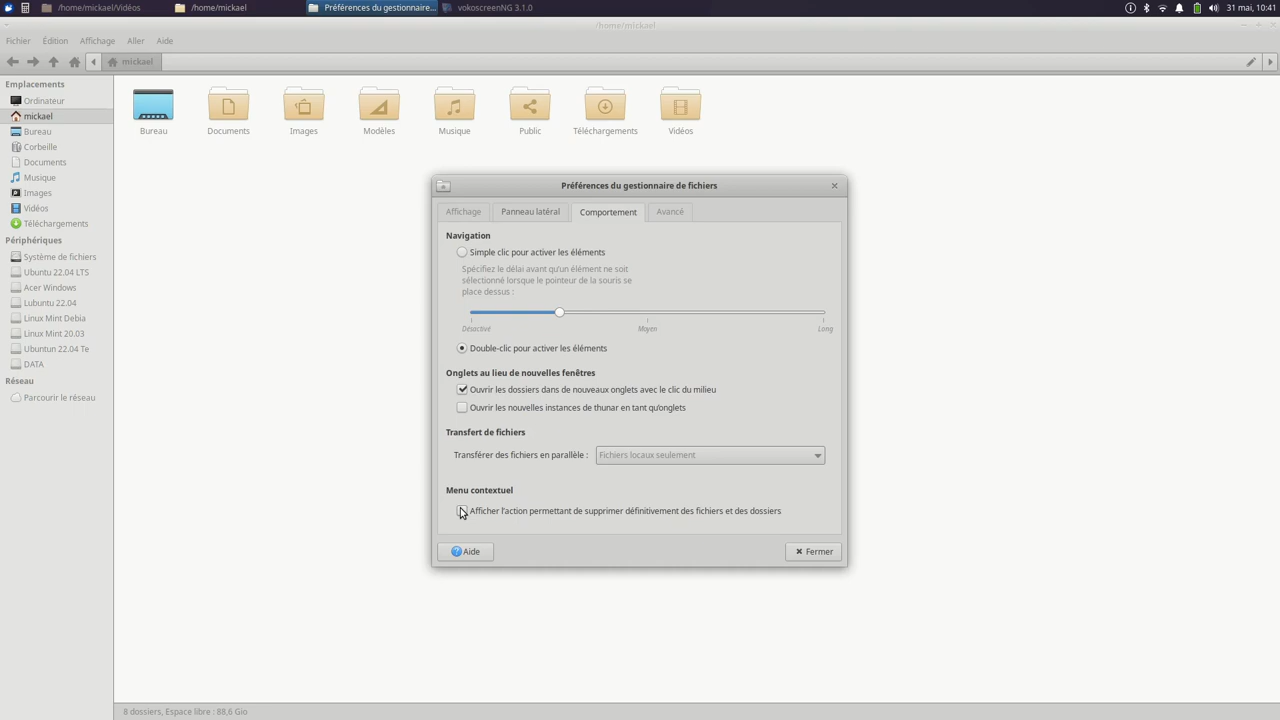 /home/mickael/Vidéos
/home/mickael
Préférences du gestionnaire...
vokoscreenNG 3.1.0
31 mai, 10:41
/home/mickael
Fichier
Édition
Affichage
Aller
Aide
mickael
Emplacements
Ordinateur
mickael
Bureau
Corbeille
Documents
Musique
Images
Vidéos
Téléchargements
Périphériques
Système de fichiers
Ubuntu 22.04 LTS
Acer Windows
Lubuntu 22.04
Linux Mint Debia
Linux Mint 20.03
Ubuntun 22.04 Te
DATA
Réseau
Parcourir le réseau
Bureau
Documents
Images
Modèles
Musique
Public
Téléchargements
Vidéos
Préférences du gestionnaire de fichiers
Affichage
Panneau latéral
Comportement
Avancé
Navigation
Simple clic pour activer les éléments
Spécifiez le délai avant qu'un élément ne soit
sélectionné lorsque le pointeur de la souris se
place dessus :
Désactivé
Moyen
Long
Double-clic pour activer les éléments
Onglets au lieu de nouvelles fenêtres
Ouvrir les dossiers dans de nouveaux onglets avec le clic du milieu
Ouvrir les nouvelles instances de thunar en tant qu'onglets
Transfert de fichiers
Transférer des fichiers en parallèle :
Fichiers locaux seulement
Menu contextuel
Afficher l'action permettant de supprimer définitivement des fichiers et des dossiers
Aide
Fermer
8 dossiers, Espace libre : 88,6 Gio